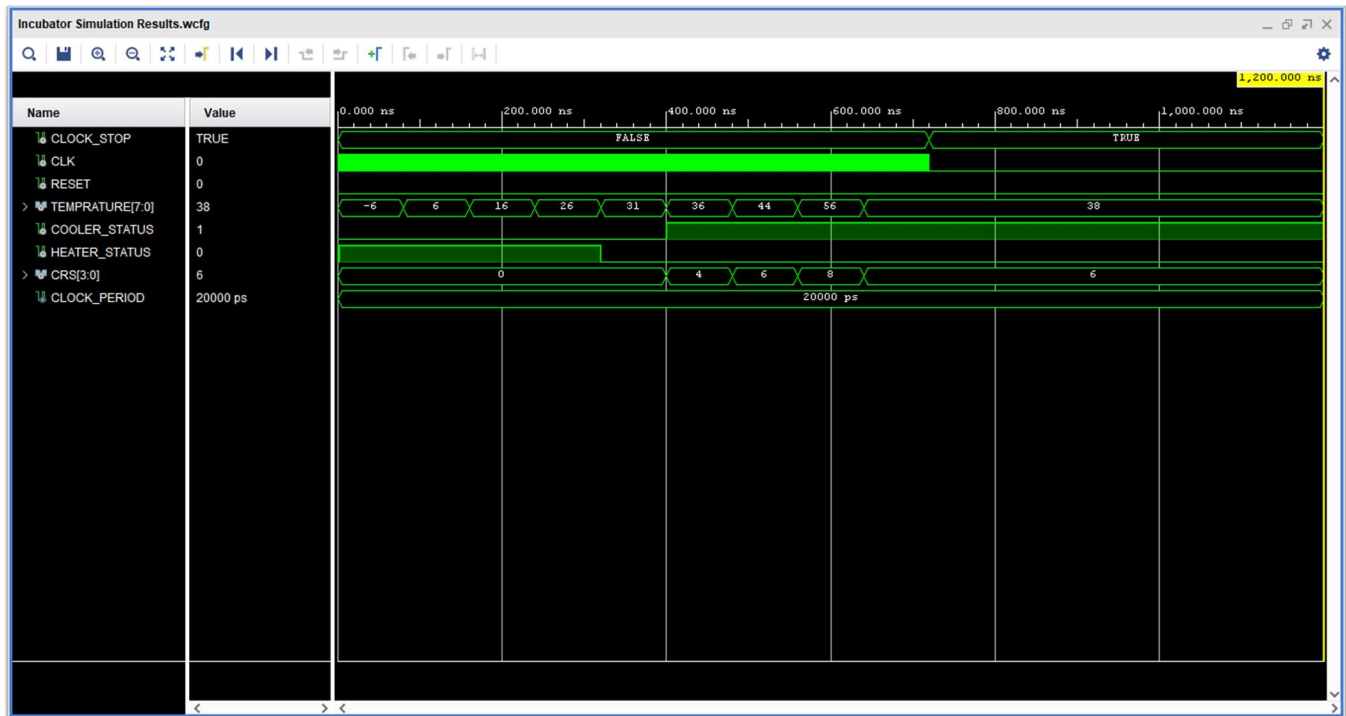 Incubator Simulation Results.wcfg
1,200.000 ns
Name Value 0.000 ns 200.000 ns 400.000 ns 600.000 ns 800.000 ns 1,000.000 ns
CLOCK_STOP TRUE FALSE TRUE
CLK 0
RESET 0
TEMPRATURE[7:0] 38 -6 6 16 26 31 36 44 56 38
COOLER_STATUS 1
HEATER_STATUS 0
CRS[3:0] 6 0 4 6 8 6
CLOCK_PERIOD 20000 ps 20000 ps